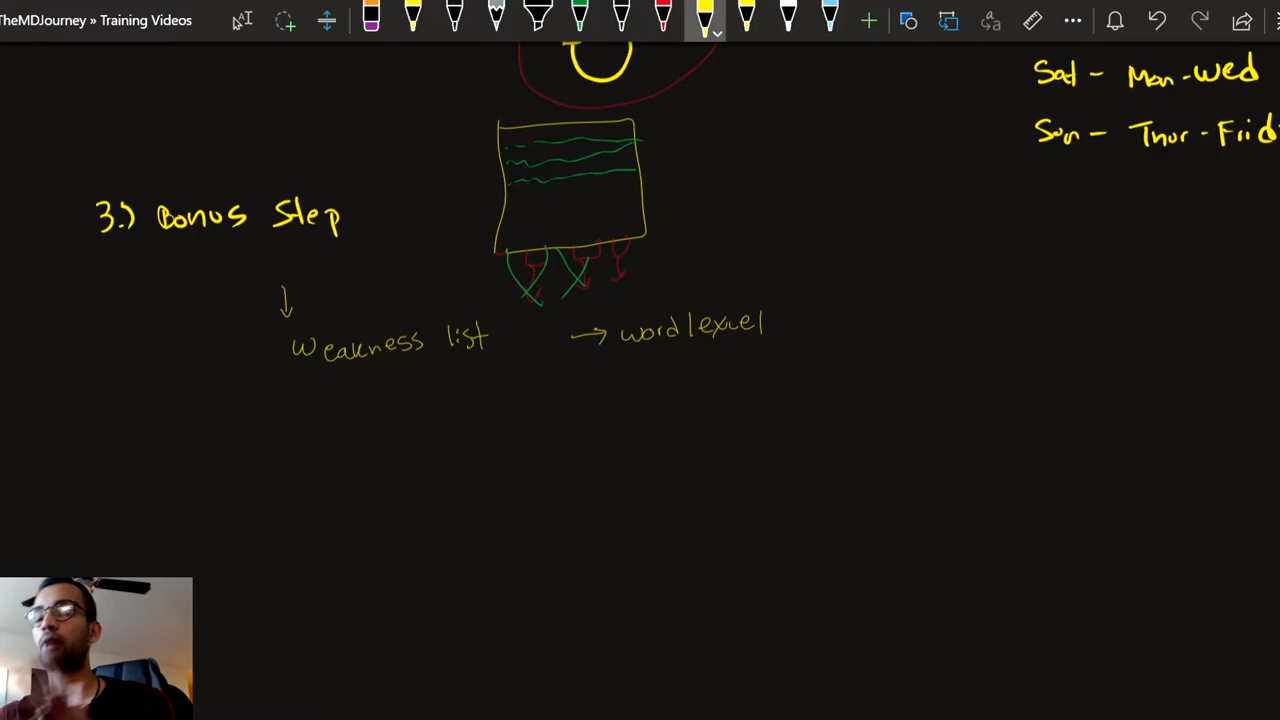 TheMDJourney » Training Videos
Sat - Mon-Wed
Sun - Thur-Frid
3.) Bonus Step
Weakness list → word/excel